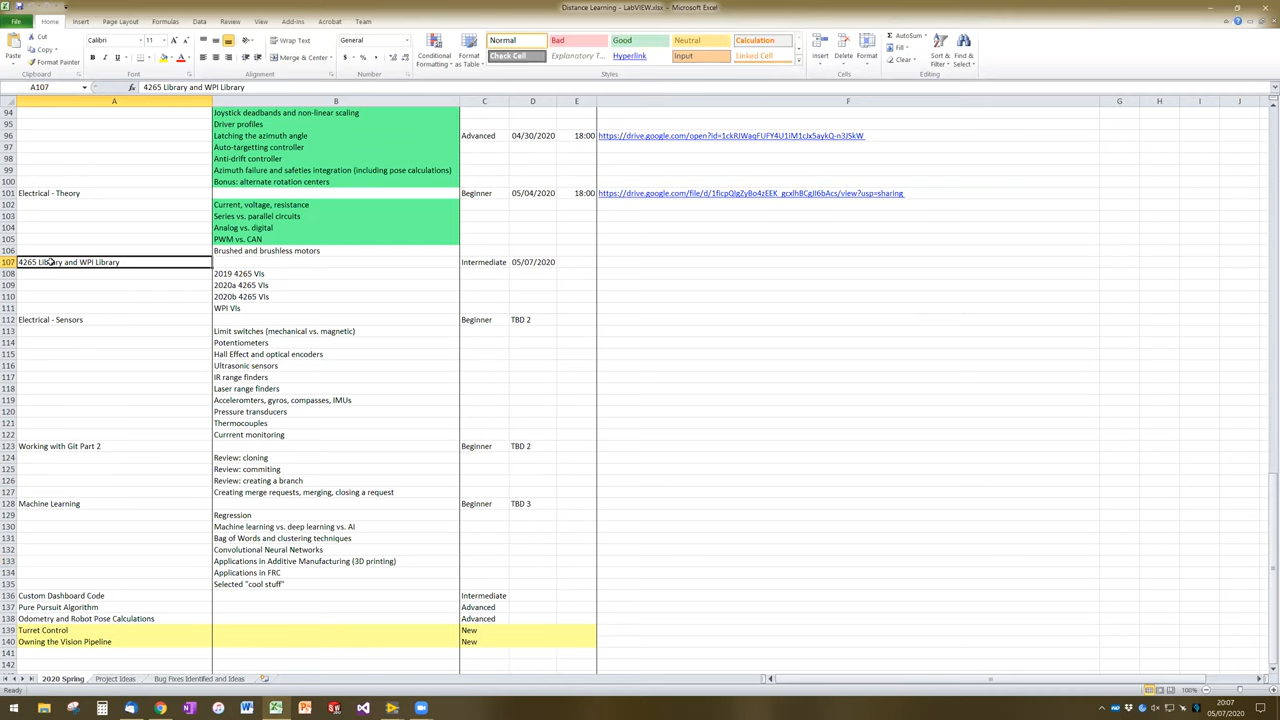 Distance Learning - LabVIEW.xlsx - Microsoft Excel
File Home Insert Page Layout Formulas Data Review View Add-Ins Acrobat Team
Cut
Copy
Paste Format Painter
Calibri 11
General
Wrap Text
Merge & Center
Conditional Formatting Format as Table
Normal Bad Good Neutral Calculation
Check Cell Explanatory T... Hyperlink Input Linked Cell
Insert Delete Format
AutoSum
Fill
Clear
Sort & Filter Find & Select
Clipboard Font Alignment Number Styles Cells Editing
A107 fx 4265 Library and WPI Library
A B C D E F G H I J
94 Joystick deadbands and non-linear scaling
95 Driver profiles
96 Latching the azimuth angle Advanced 04/30/2020 18:00 https://drive.google.com/open?id=1ckRJWaqFUFY4U1IM1cJx5aykQ-n3JSkW
97 Auto-targetting controller
98 Anti-drift controller
99 Azimuth failure and safeties integration (including pose calculations)
100 Bonus: alternate rotation centers
101 Electrical - Theory Beginner 05/04/2020 18:00 https://drive.google.com/file/d/1ficpQIgZyBo4zEEK_gcxlhBCgJI6bAcs/view?usp=sharing
102 Current, voltage, resistance
103 Series vs. parallel circuits
104 Analog vs. digital
105 PWM vs. CAN
106 Brushed and brushless motors
107 4265 Library and WPI Library Intermediate 05/07/2020
108 2019 4265 VIs
109 2020a 4265 VIs
110 2020b 4265 VIs
111 WPI VIs
112 Electrical - Sensors Beginner TBD 2
113 Limit switches (mechanical vs. magnetic)
114 Potentiometers
115 Hall Effect and optical encoders
116 Ultrasonic sensors
117 IR range finders
118 Laser range finders
119 Acceleromters, gyros, compasses, IMUs
120 Pressure transducers
121 Thermocouples
122 Currrent monitoring
123 Working with Git Part 2 Beginner TBD 2
124 Review: cloning
125 Review: commiting
126 Review: creating a branch
127 Creating merge requests, merging, closing a request
128 Machine Learning Beginner TBD 3
129 Regression
130 Machine learning vs. deep learning vs. AI
131 Bag of Words and clustering techniques
132 Convolutional Neural Networks
133 Applications in Additive Manufacturing (3D printing)
134 Applications in FRC
135 Selected "cool stuff"
136 Custom Dashboard Code Intermediate
137 Pure Pursuit Algorithm Advanced
138 Odometry and Robot Pose Calculations Advanced
139 Turret Control New
140 Owning the Vision Pipeline New
141
142
2020 Spring Project Ideas Bug Fixes Identified and Ideas
Ready 100%
20:07
05/07/2020